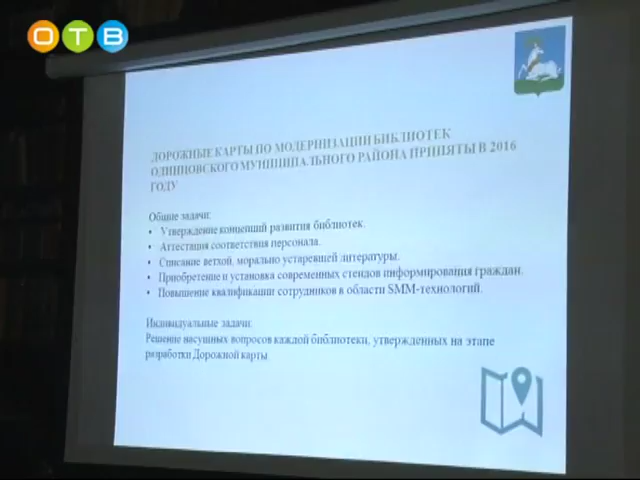 ОТВ
ДОРОЖНЫЕ КАРТЫ ПО МОДЕРНИЗАЦИИ БИБЛИОТЕК
ОДИНЦОВСКОГО МУНИЦИПАЛЬНОГО РАЙОНА ПРИНЯТЫ В 2016
ГОДУ
Общие задачи:
• Утверждение концепций развития библиотек.
• Аттестация соответствия персонала.
• Списание ветхой, морально устаревшей литературы.
• Приобретение и установка современных стендов информирования граждан.
• Повышение квалификации сотрудников в области SMM-технологий.
Индивидуальные задачи:
Решение насущных вопросов каждой библиотеки, утвержденных на этапе
разработки Дорожной карты